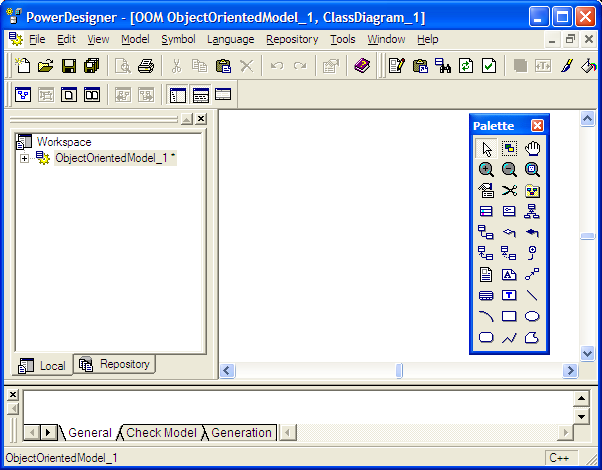 PowerDesigner - [OOM ObjectOrientedModel_1, ClassDiagram_1]
File Edit View Model Symbol Language Repository Tools Window Help
Workspace
ObjectOrientedModel_1 *
Palette
Local Repository
General Check Model Generation
ObjectOrientedModel_1 C++